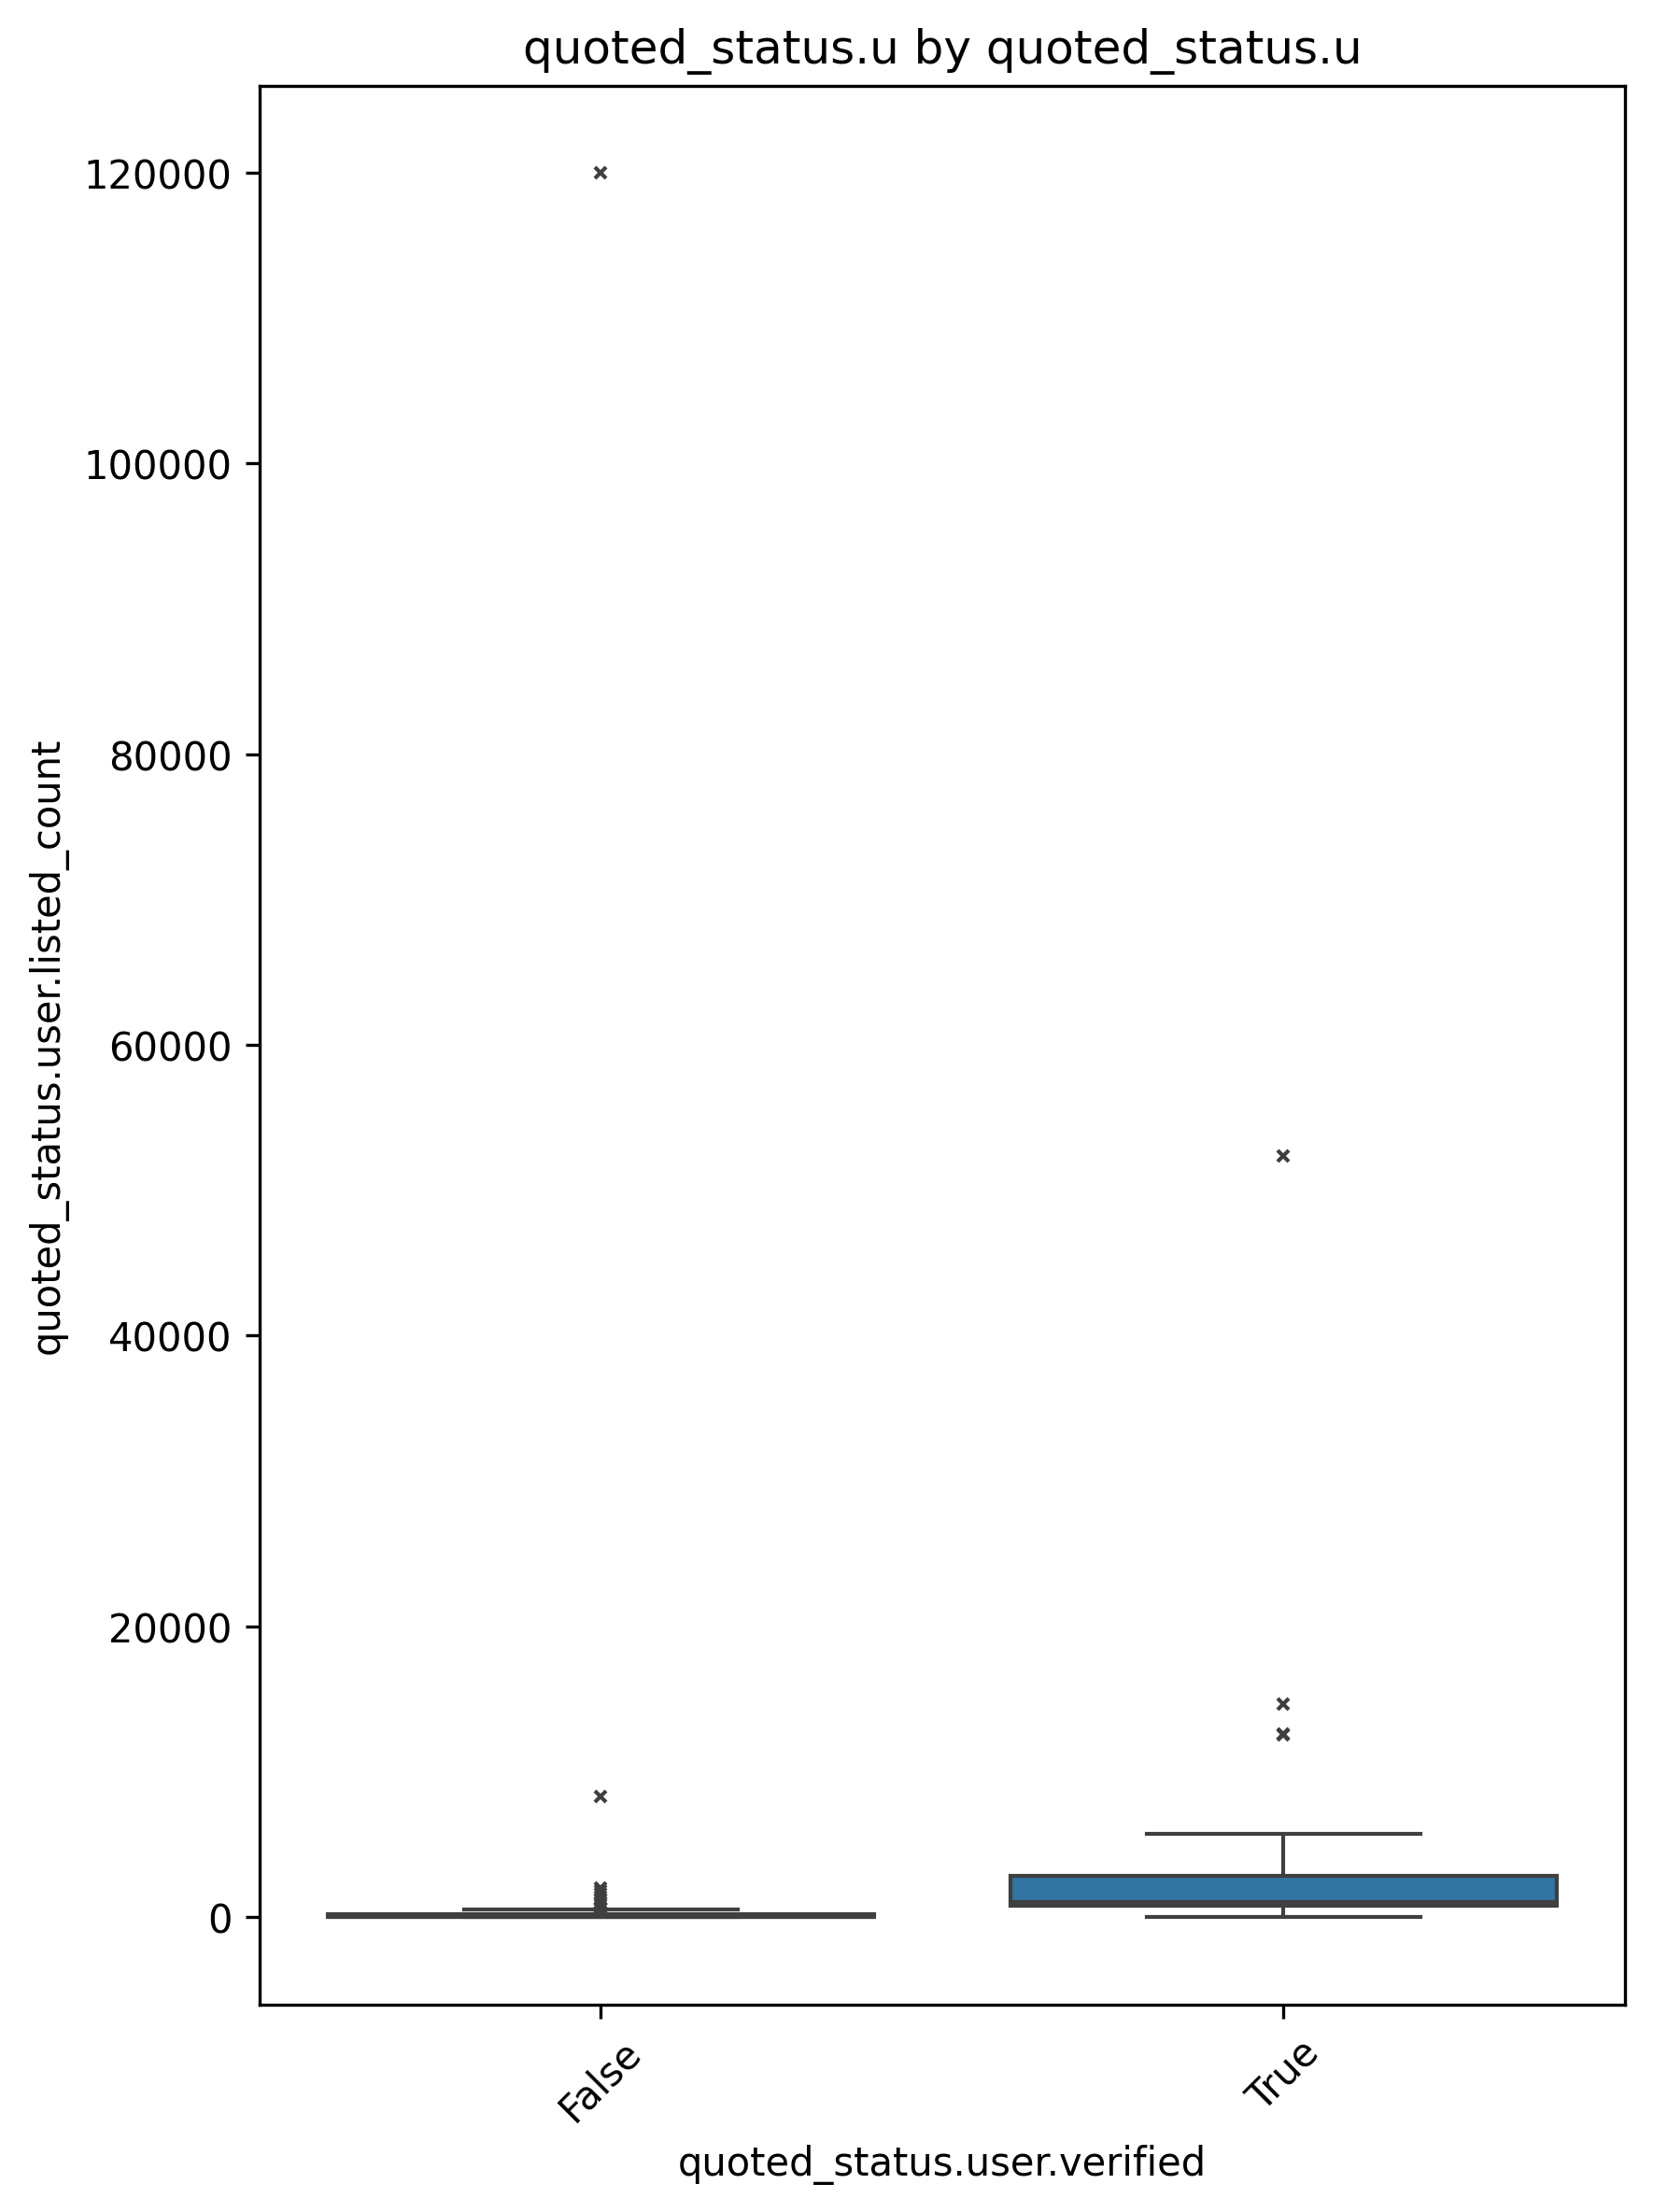 quoted_status.u by quoted_status.u
120000
100000
80000
60000
40000
20000
0
quoted_status.user.listed_count
False
True
quoted_status.user.verified